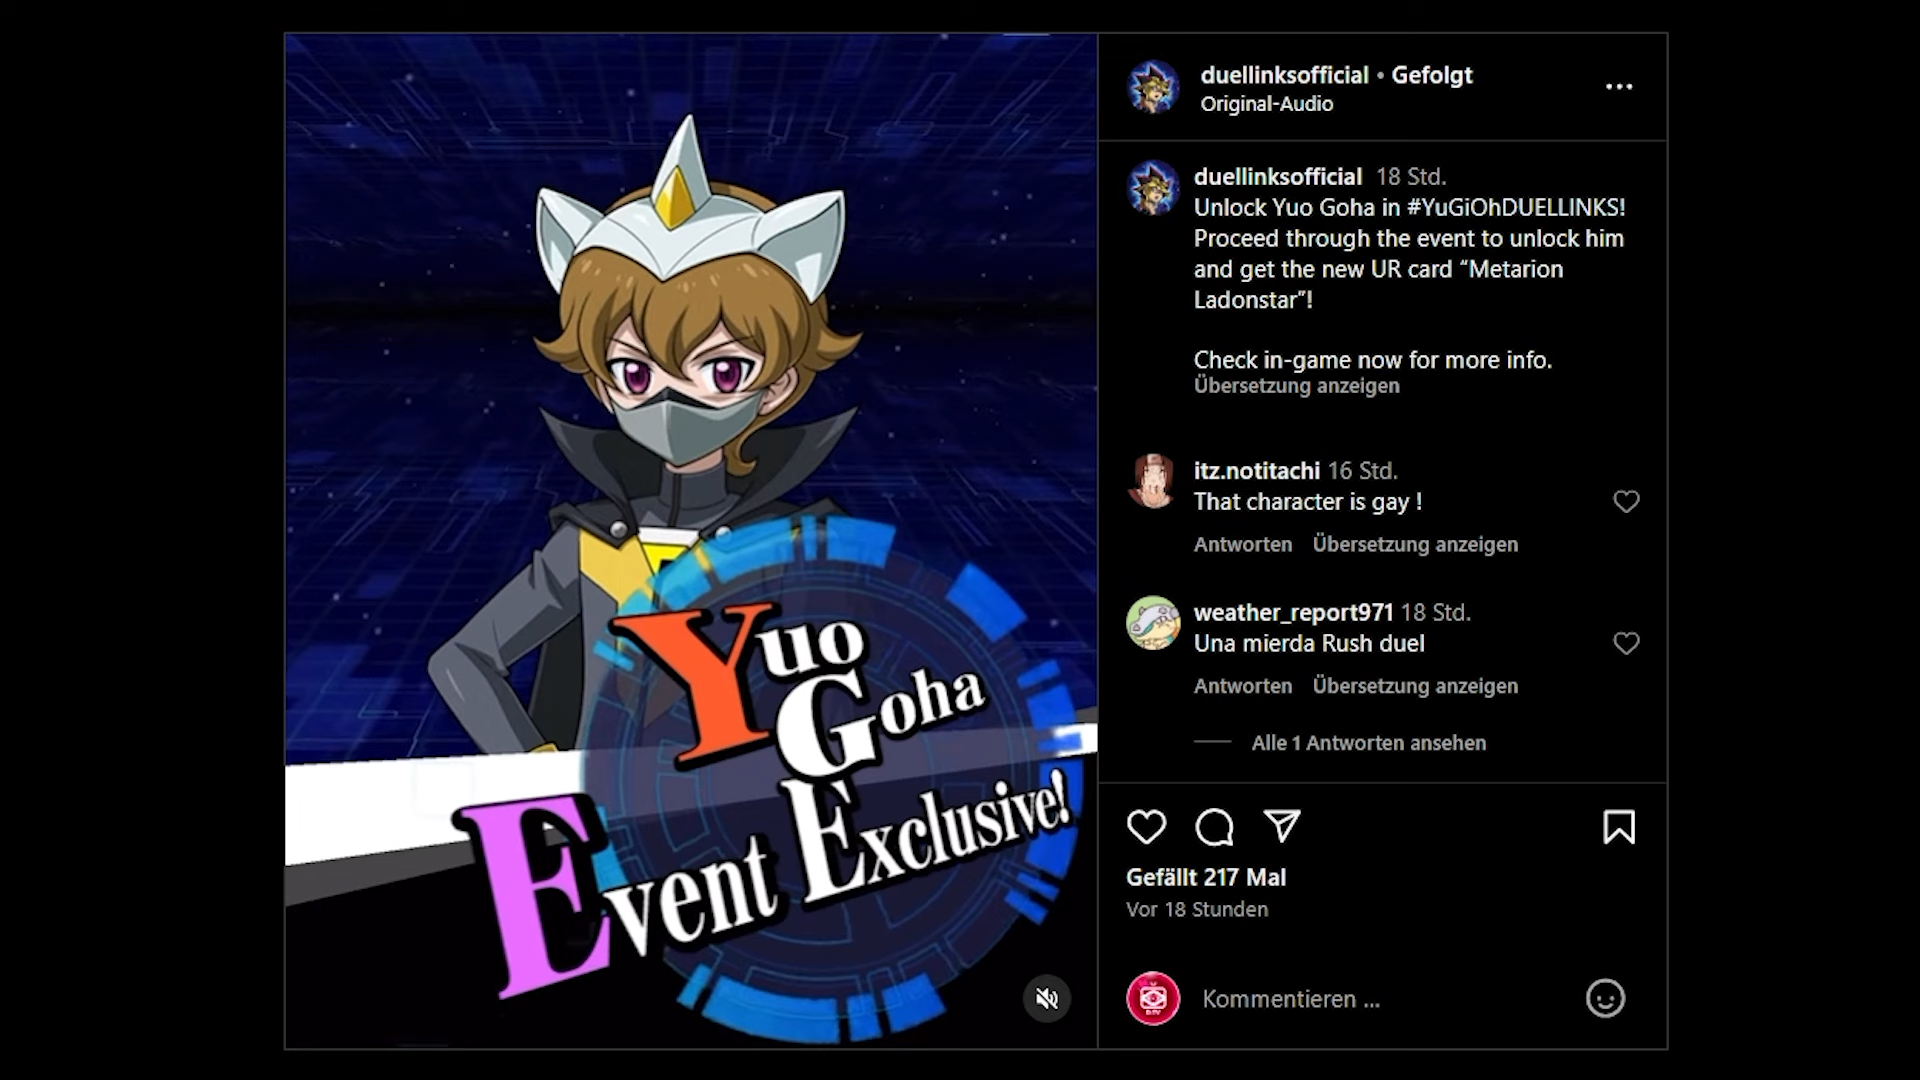 Yuo
Goha
Event Exclusive!
duellinksofficial • Gefolgt
Original-Audio
duellinksofficial 18 Std.
Unlock Yuo Goha in #YuGiOhDUELLINKS!
Proceed through the event to unlock him
and get the new UR card “Metarion
Ladonstar”!
Check in-game now for more info.
Übersetzung anzeigen
itz.notitachi 16 Std.
That character is gay !
Antworten Übersetzung anzeigen
weather_report971 18 Std.
Una mierda Rush duel
Antworten Übersetzung anzeigen
Alle 1 Antworten ansehen
Gefällt 217 Mal
Vor 18 Stunden
Kommentieren ...